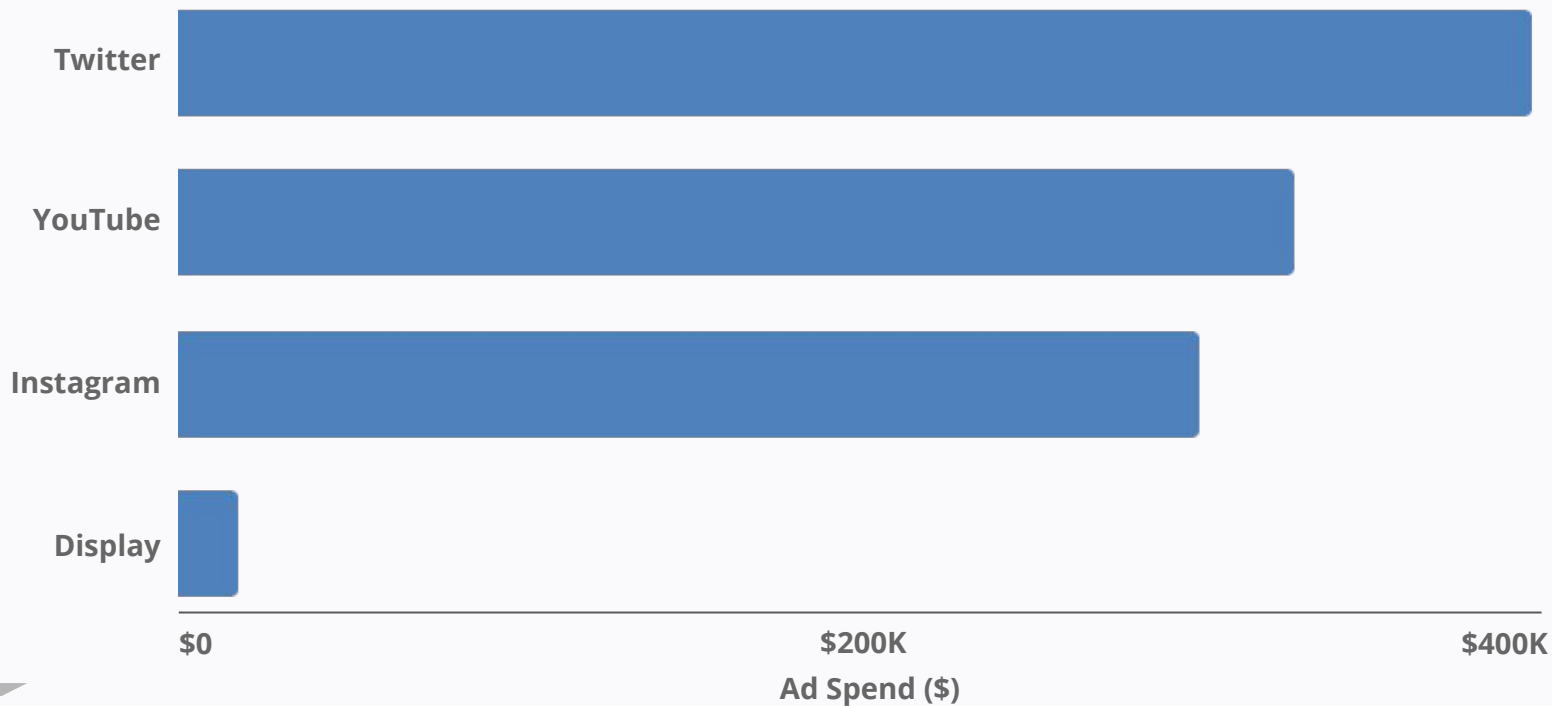 Twitter
YouTube
Instagram
Display
$0 $200K $400K
Ad Spend ($)